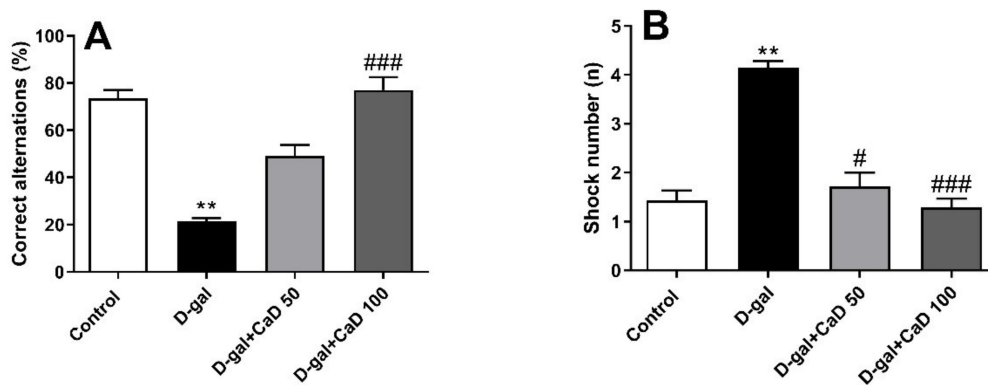 A
Correct alternations (%)
100
80
60
40
20
0
**
###
Control
D-gal
D-gal+CaD 50
D-gal+CaD 100
B
Shock number (n)
5
4
3
2
1
0
**
#
###
Control
D-gal
D-gal+CaD 50
D-gal+CaD 100